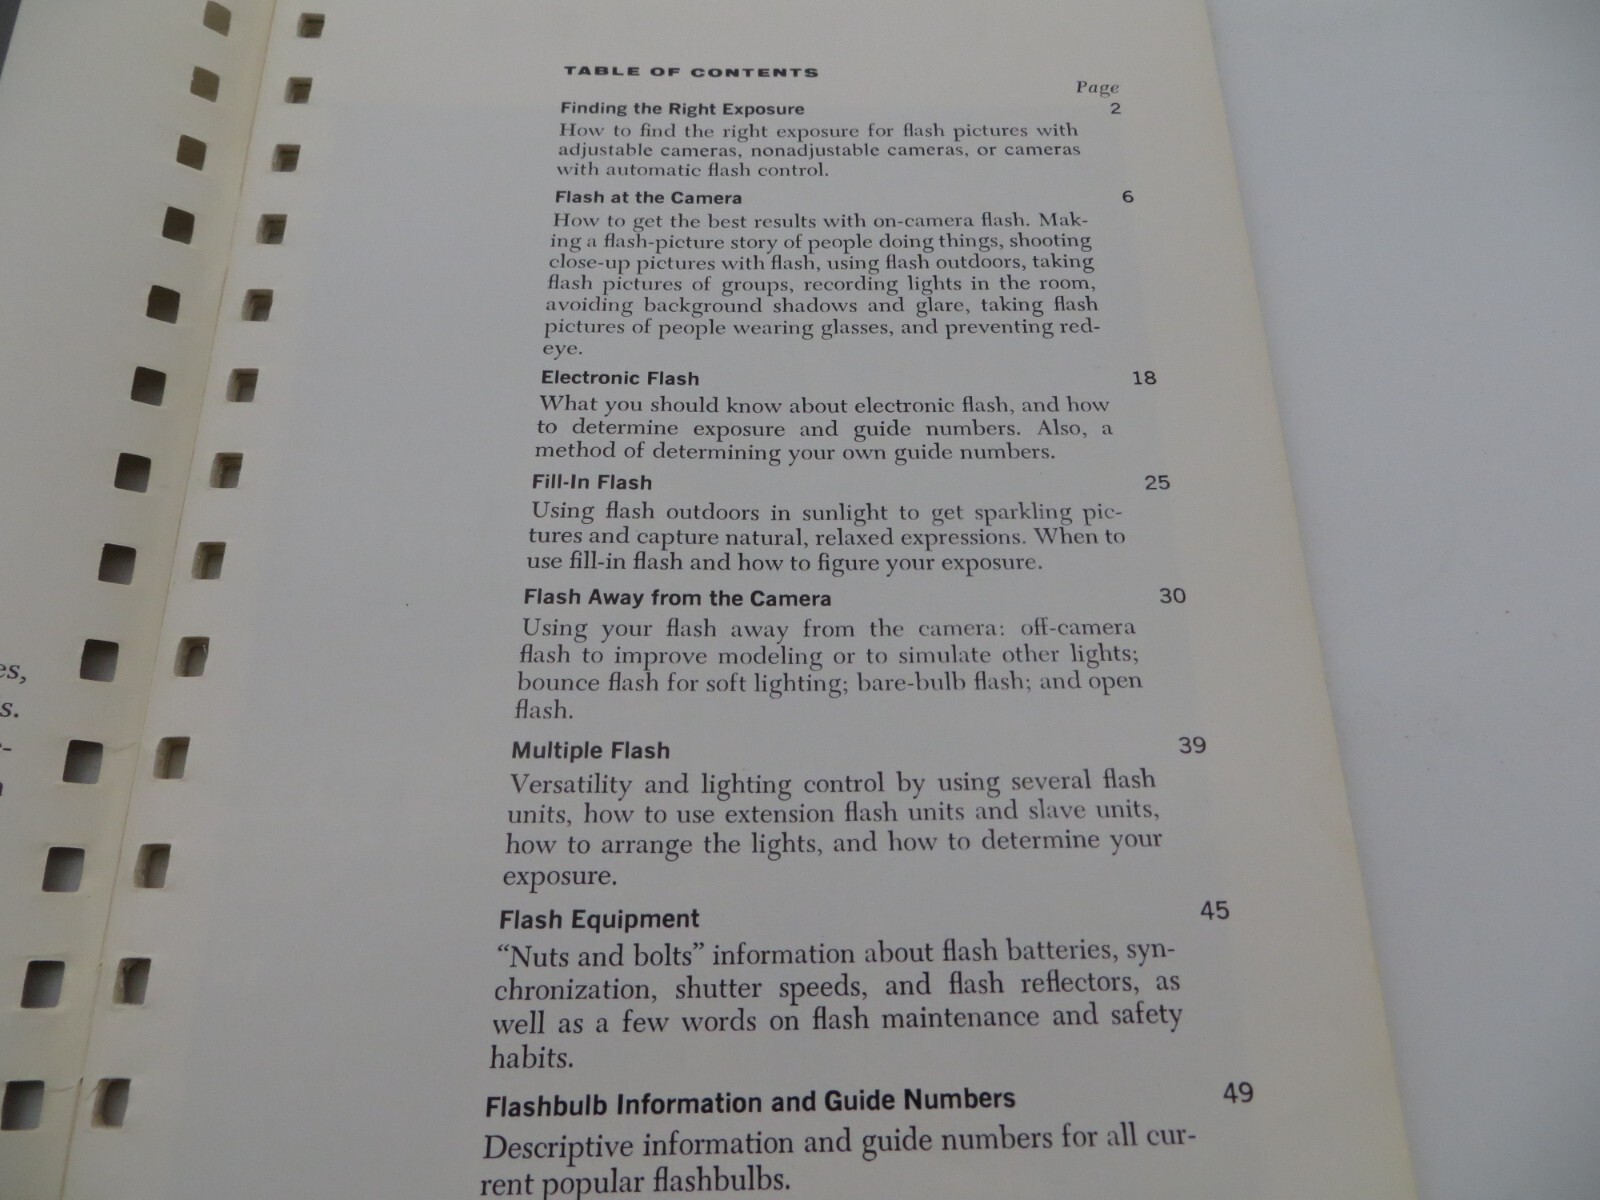 TABLE OF CONTENTS
Page
Finding the Right Exposure 2
How to find the right exposure for flash pictures with
adjustable cameras, nonadjustable cameras, or cameras
with automatic flash control.
Flash at the Camera 6
How to get the best results with on-camera flash. Mak-
ing a flash-picture story of people doing things, shooting
close-up pictures with flash, using flash outdoors, taking
flash pictures of groups, recording lights in the room,
avoiding background shadows and glare, taking flash
pictures of people wearing glasses, and preventing red-
eye.
Electronic Flash 18
What you should know about electronic flash, and how
to determine exposure and guide numbers. Also, a
method of determining your own guide numbers.
Fill-In Flash 25
Using flash outdoors in sunlight to get sparkling pic-
tures and capture natural, relaxed expressions. When to
use fill-in flash and how to figure your exposure.
Flash Away from the Camera 30
Using your flash away from the camera: off-camera
flash to improve modeling or to simulate other lights;
bounce flash for soft lighting; bare-bulb flash; and open
flash.
Multiple Flash 39
Versatility and lighting control by using several flash
units, how to use extension flash units and slave units,
how to arrange the lights, and how to determine your
exposure.
Flash Equipment 45
“Nuts and bolts” information about flash batteries, syn-
chronization, shutter speeds, and flash reflectors, as
well as a few words on flash maintenance and safety
habits.
Flashbulb Information and Guide Numbers 49
Descriptive information and guide numbers for all cur-
rent popular flashbulbs.